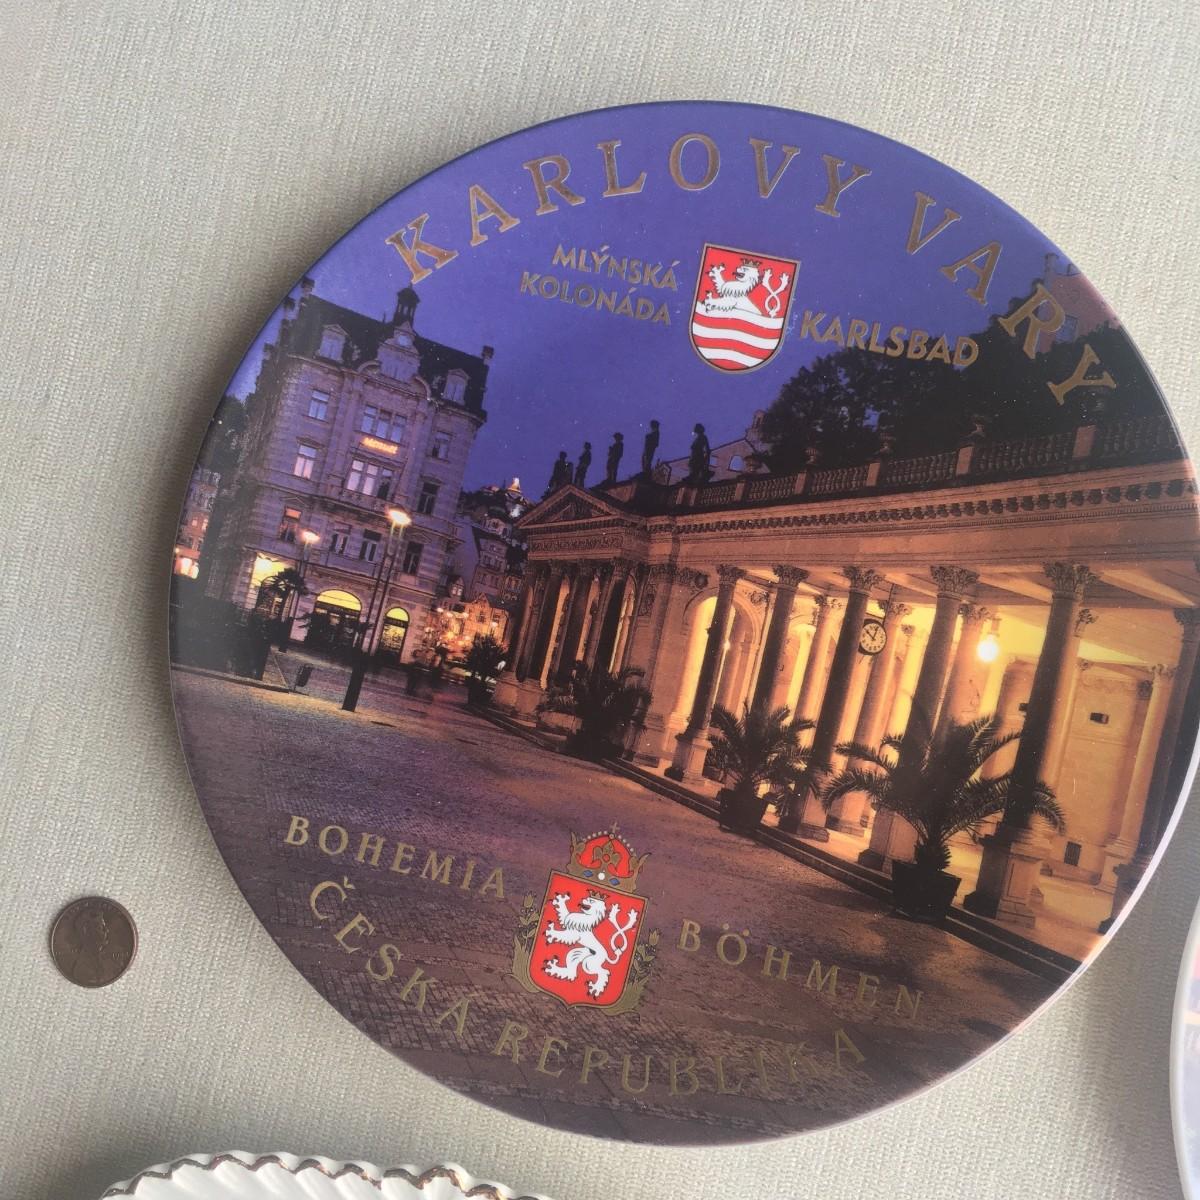 KARLOVY VARY
MLÝNSKÁ
KOLONÁDA
KARLSBAD
BOHEMIA
BÖHMEN
ČESKÁ REPUBLIKA